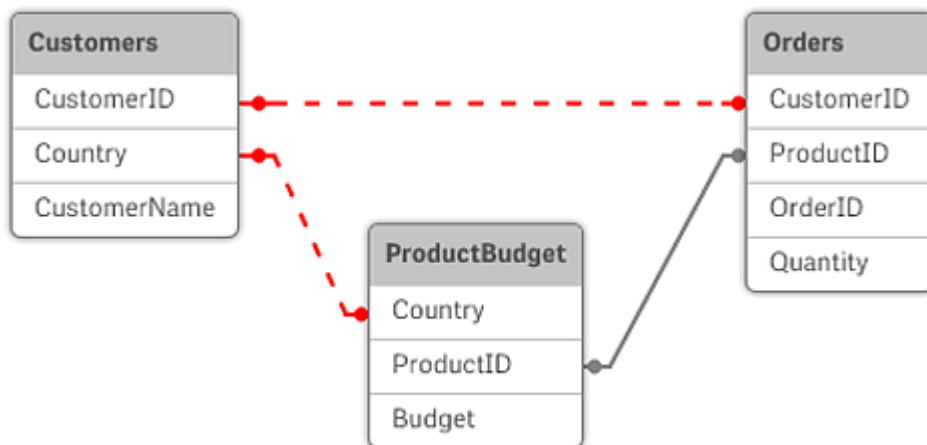 Customers
CustomerID
Country
CustomerName
ProductBudget
Country
ProductID
Budget
Orders
CustomerID
ProductID
OrderID
Quantity